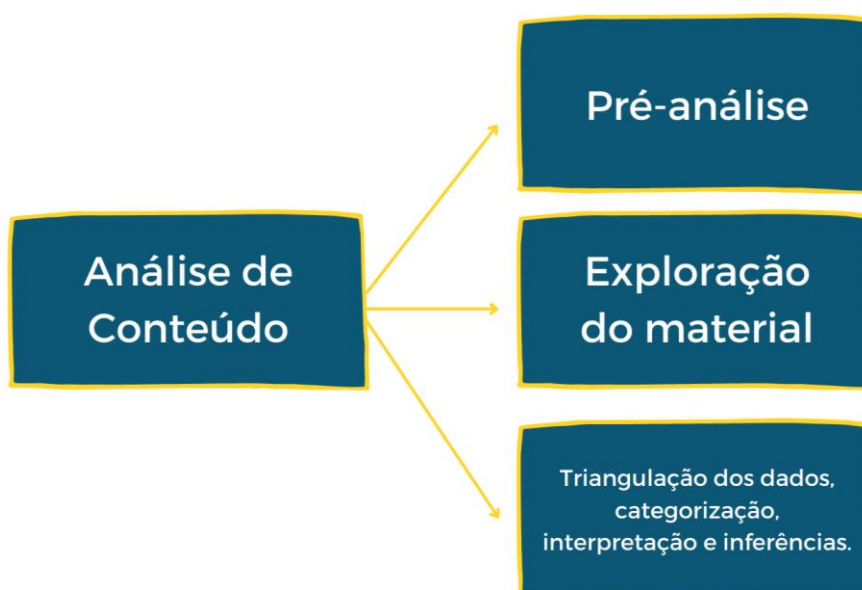 Pré-análise
Análise de
Conteúdo
Exploração
do material
Triangulação dos dados,
categorização,
interpretação e inferências.